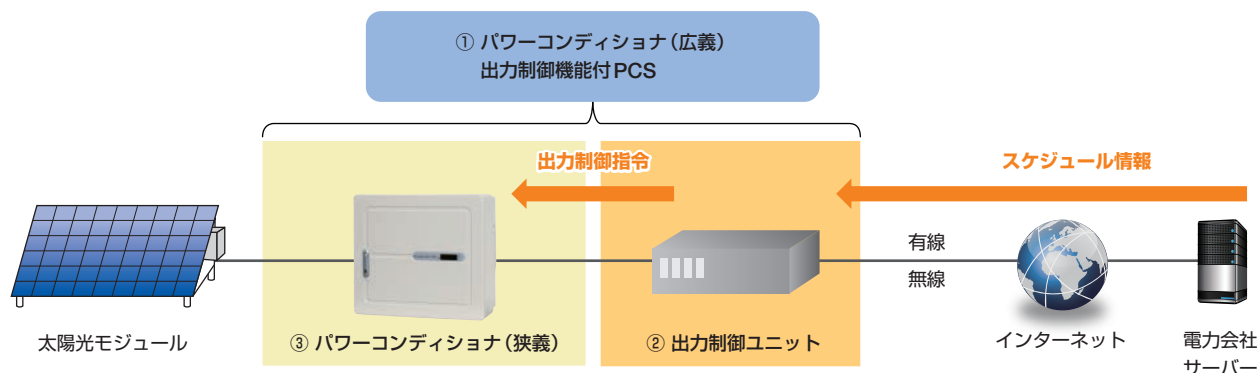 ① パワーコンディショナ（広義）
出力制御機能付PCS
出力制御指令
スケジュール情報
有線
無線
太陽光モジュール
③ パワーコンディショナ（狭義）
② 出力制御ユニット
インターネット
電力会社
サーバー